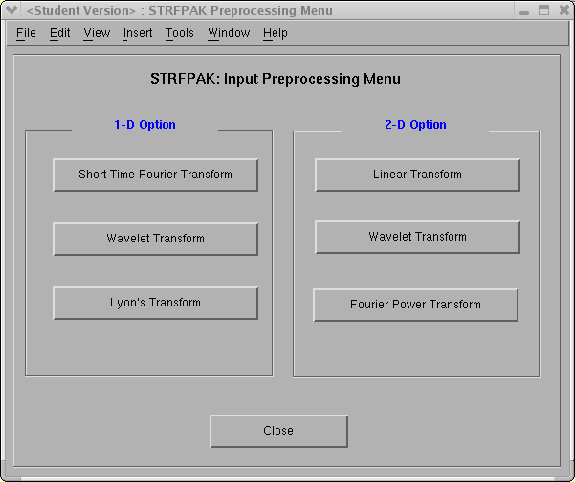 <Student Version> : STRFPAK Preprocessing Menu
File Edit View Insert Tools Window Help
STRFPAK: Input Preprocessing Menu
1-D Option
Short Time Fourier Transform
Wavelet Transform
Lyon's Transform
2-D Option
Linear Transform
Wavelet Transform
Fourier Power Transform
Close